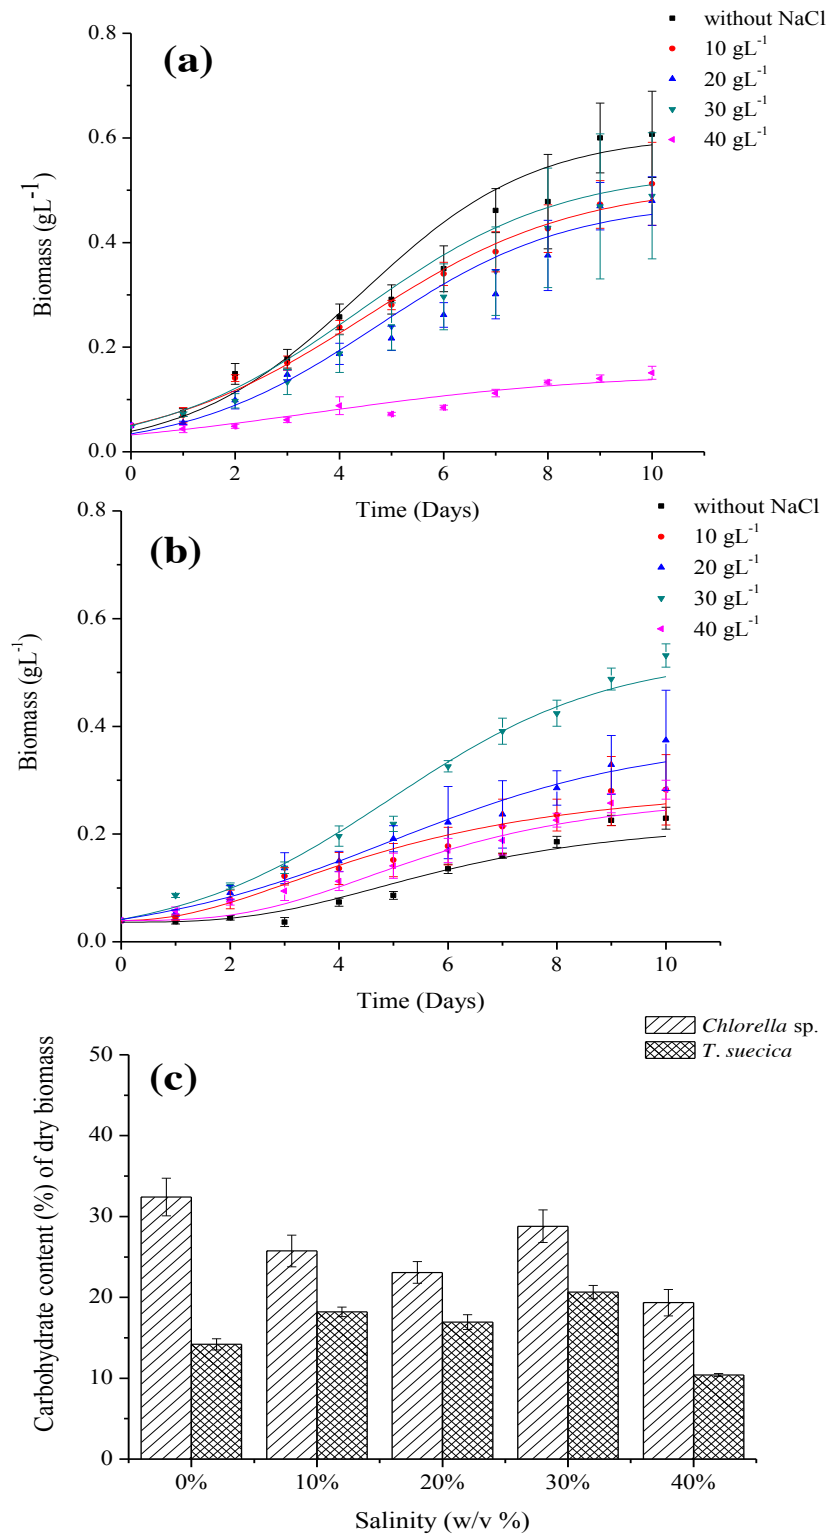 (a)
without NaCl
10 gL⁻¹
20 gL⁻¹
30 gL⁻¹
40 gL⁻¹
0.8
0.6
0.4
0.2
0.0
Biomass (gL⁻¹)
0 2 4 6 8 10
Time (Days)
(b)
without NaCl
10 gL⁻¹
20 gL⁻¹
30 gL⁻¹
40 gL⁻¹
0.8
0.6
0.4
0.2
0.0
Biomass (gL⁻¹)
0 2 4 6 8 10
Time (Days)
Chlorella sp.
T. suecica
(c)
50
40
30
20
10
0
Carbohydrate content (%) of dry biomass
0% 10% 20% 30% 40%
Salinity (w/v %)